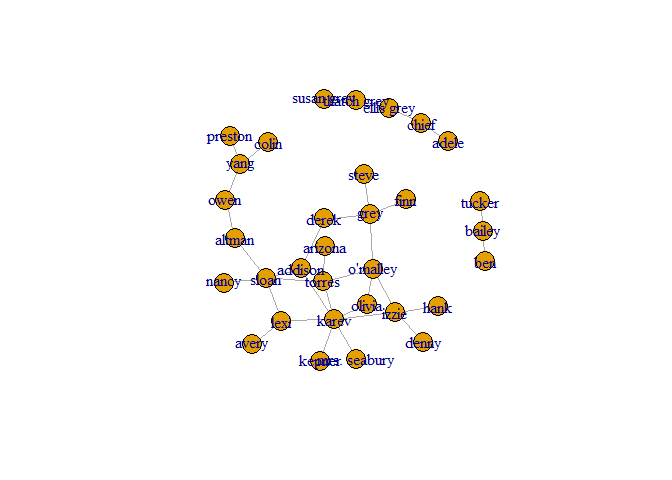 susan grey
thatch grey
ellis grey
chief
adele
preston
colin
yang
steve
owen
finn
tucker
derek
grey
bailey
altman
arizona
ben
addison
o'malley
nancy
sloan
torres
olivia
hank
izzie
lexi
karev
avery
denny
kepner
mrs. seabury